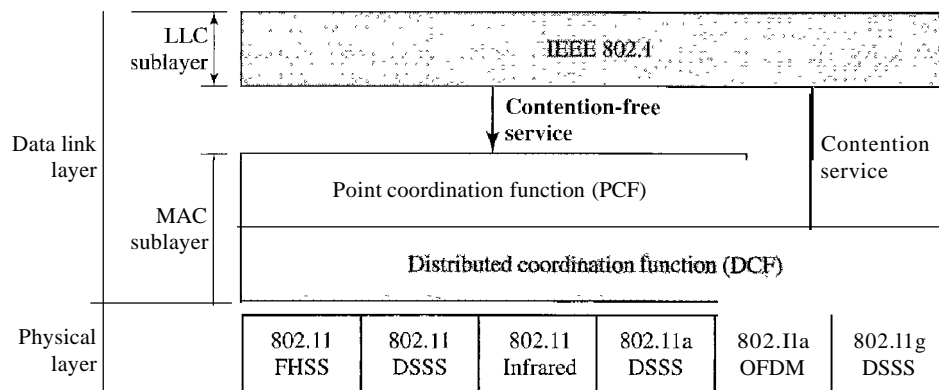 LLC
sublayer
IEEE 802.1
Contention-free
service
Data link
layer
Contention
service
Point coordination function (PCF)
MAC
sublayer
Distributed coordination function (DCF)
Physical
layer
802.11
FHSS
802.11
DSSS
802.11
Infrared
802.11a
DSSS
802.IIa
OFDM
802.11g
DSSS